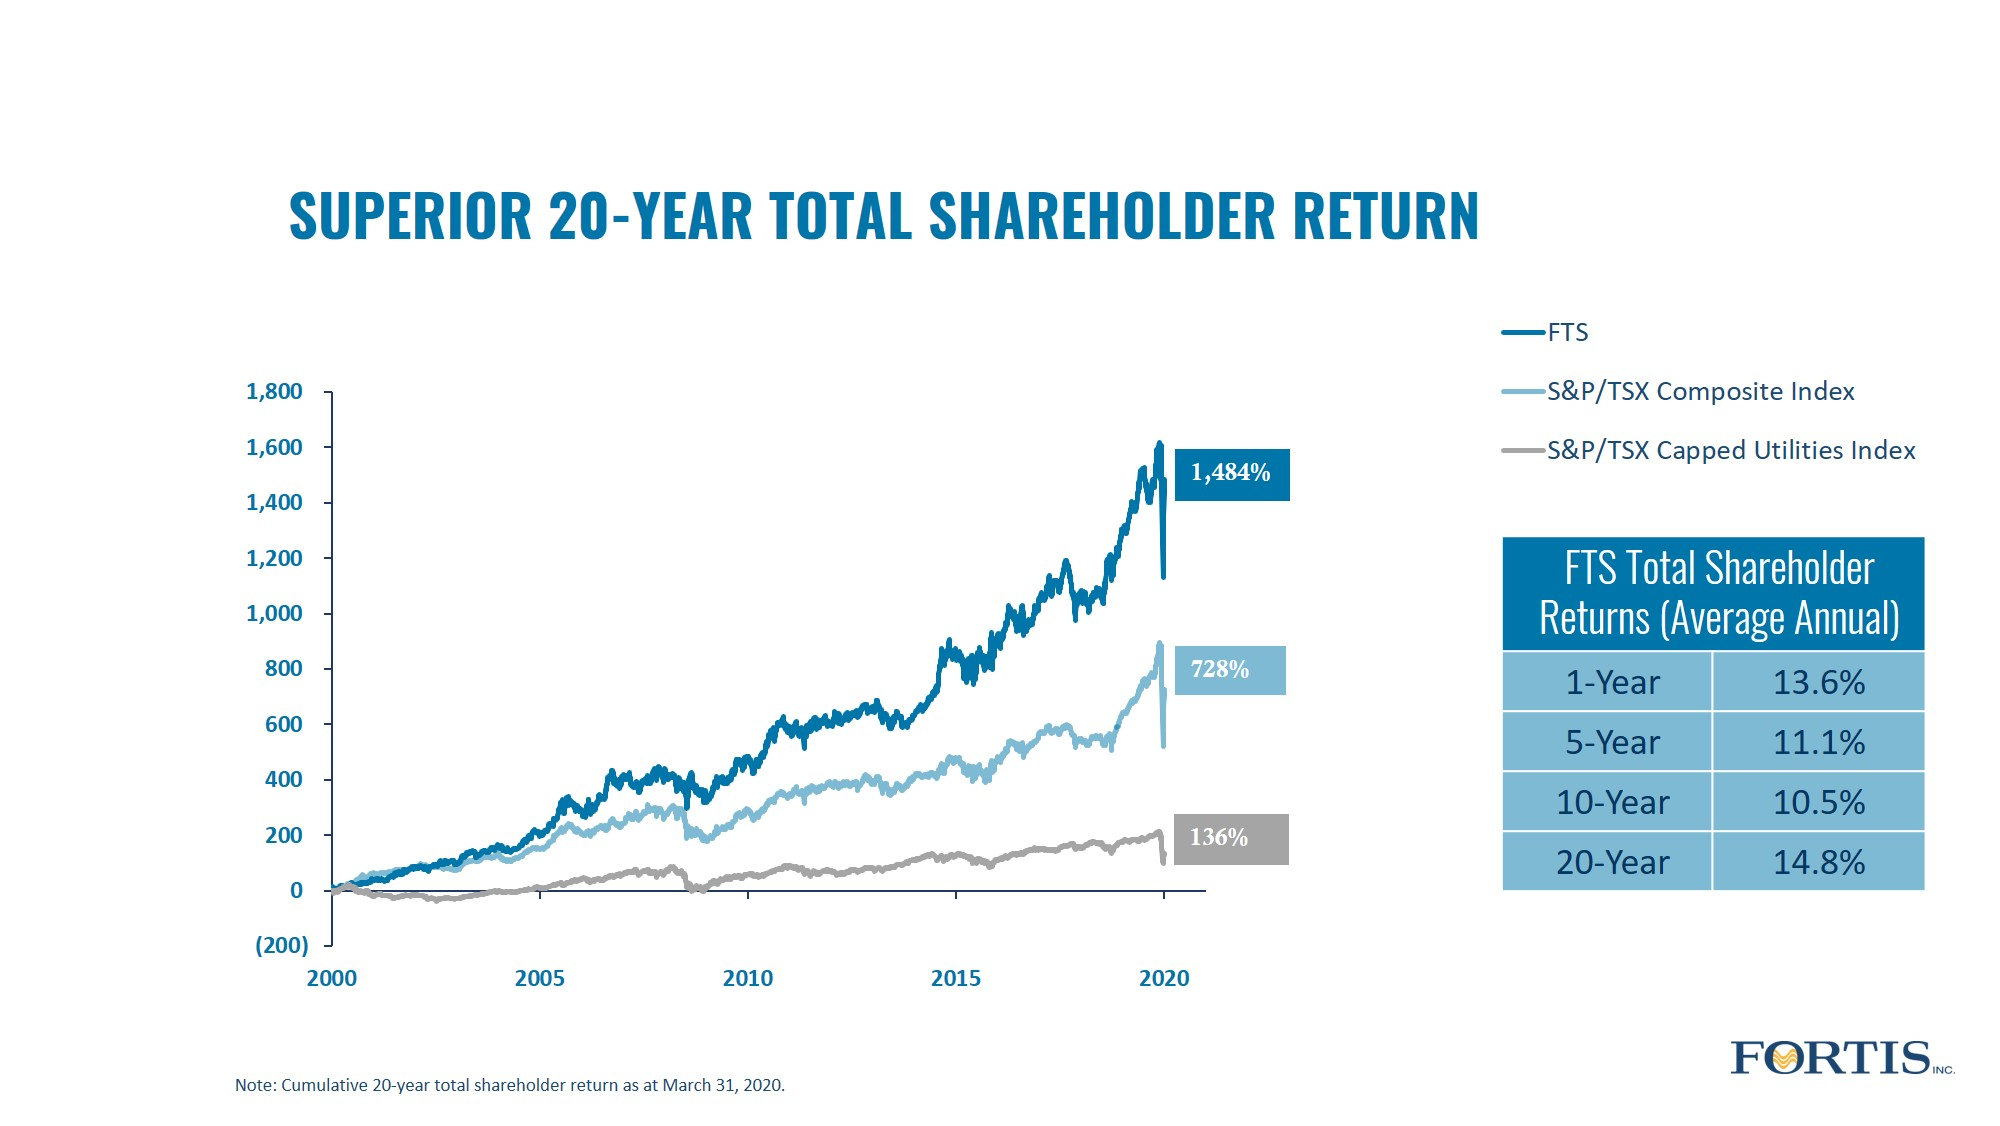 SUPERIOR 20-YEAR TOTAL SHAREHOLDER RETURN
FTS
S&P/TSX Composite Index
S&P/TSX Capped Utilities Index
1,800
1,600
1,400
1,200
1,000
800
600
400
200
0
(200)
2000 2005 2010 2015 2020
1,484%
728%
136%
FTS Total Shareholder
Returns (Average Annual)
1-Year 13.6%
5-Year 11.1%
10-Year 10.5%
20-Year 14.8%
Note: Cumulative 20-year total shareholder return as at March 31, 2020.
FORTIS INC.